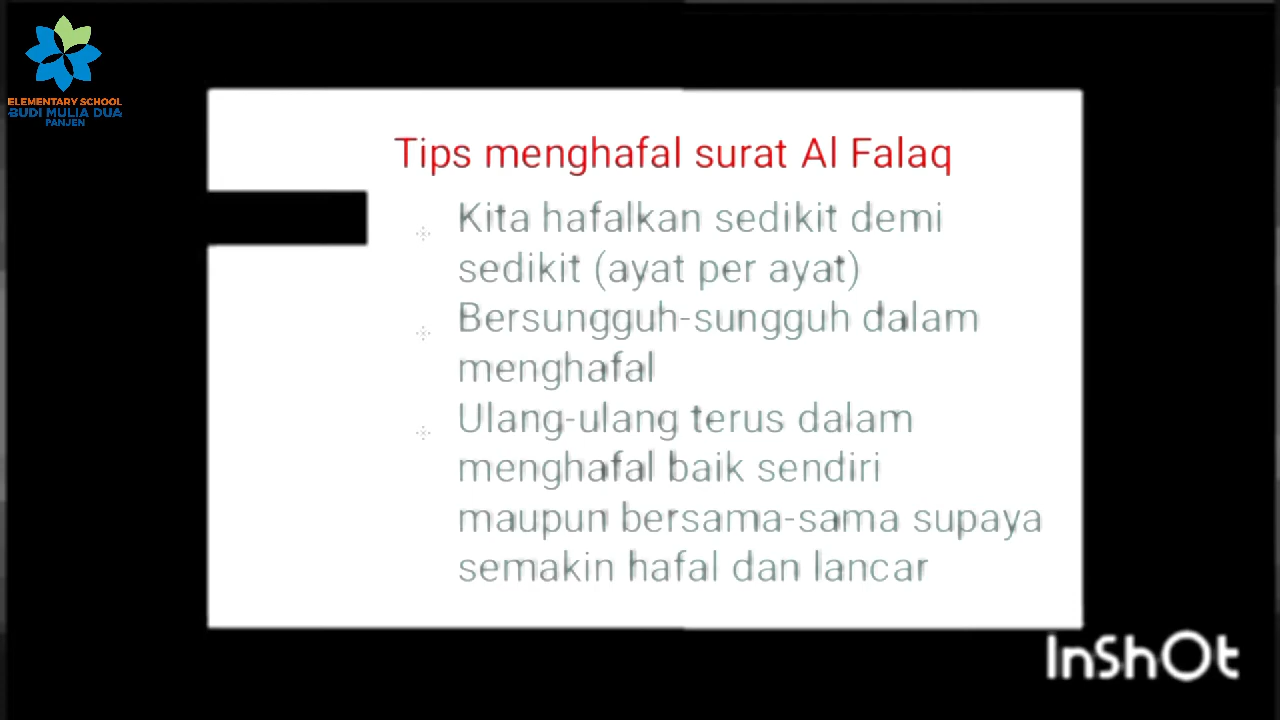 ELEMENTARY SCHOOL
BUDI MULIA DUA
PANJEN
Tips menghafal surat Al Falaq
Kita hafalkan sedikit demi
sedikit (ayat per ayat)
Bersungguh-sungguh dalam
menghafal
Ulang-ulang terus dalam
menghafal baik sendiri
maupun bersama-sama supaya
semakin hafal dan lancar
InShOt